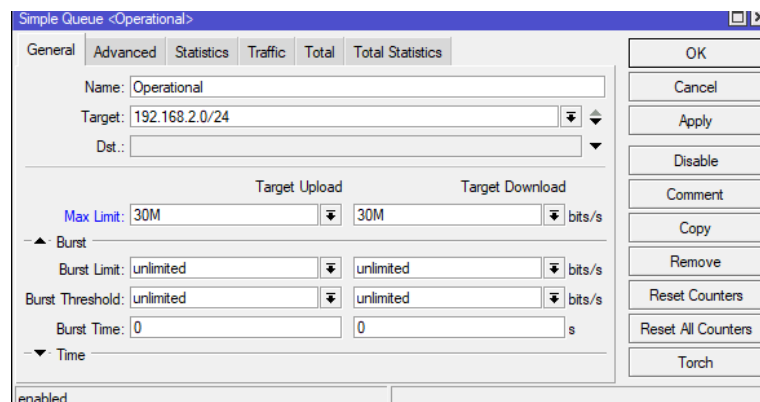 Simple Queue <Operational>
General Advanced Statistics Traffic Total Total Statistics
OK
Name: Operational
Cancel
Target: 192.168.2.0/24
Apply
Dst.:
Disable
Target Upload Target Download
Comment
Max Limit: 30M 30M bits/s
Copy
Burst
Remove
Burst Limit: unlimited unlimited bits/s
Reset Counters
Burst Threshold: unlimited unlimited bits/s
Burst Time: 0 0 s
Reset All Counters
Time
Torch
enabled